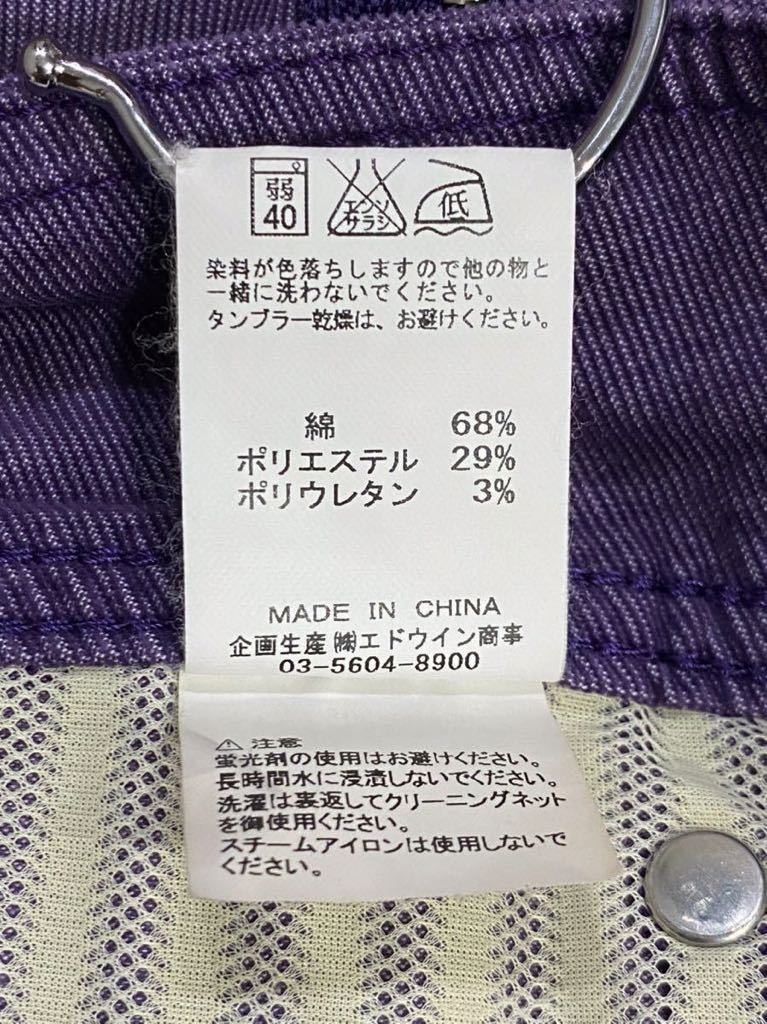 弱
40
エンソ
サラシ
低
染料が色落ちしますので他の物と
一緒に洗わないでください。
タンブラー乾燥は、お避けください。
綿 68%
ポリエステル 29%
ポリウレタン 3%
MADE IN CHINA
企画生産㈱エドウイン商事
03-5604-8900
⚠ 注意
蛍光剤の使用はお避けください。
長時間水に浸漬しないでください。
洗濯は裏返してクリーニングネット
を御使用ください。
スチームアイロンは使用しないで
ください。